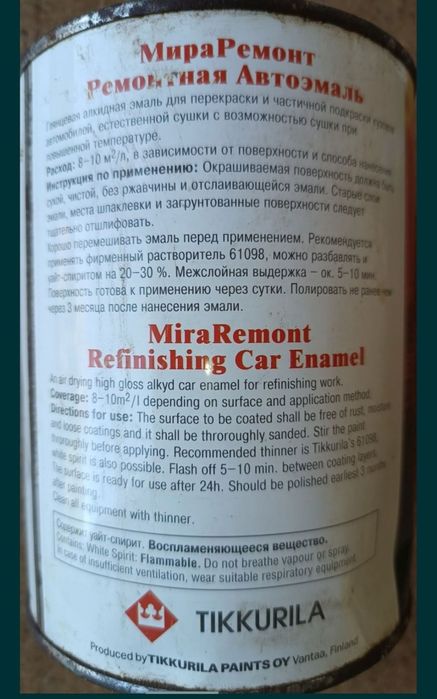 МираРемонт
Ремонтная Автоэмаль
Глянцевая алкидная эмаль для перекраски и частичной подкраски кузова
автомобилей, естественной сушки с возможностью сушки при
повышенной температуре.
Расход: 8-10 м²/л, в зависимости от поверхности и способа нанесения
Инструкция по применению: Окрашиваемая поверхность должна быть
сухой, чистой, без ржавчины и отслаивающейся эмали. Старые слои
эмали, места шпаклевки и загрунтованные поверхности следует
тщательно отшлифовать.
Хорошо перемешивать эмаль перед применением. Рекомендуется
применять фирменный растворитель 61098, можно разбавлять и
уайт-спиритом на 20-30 %. Межслойная выдержка - ок. 5-10 мин.
Поверхность готова к применению через сутки. Полировать не ранее чем
через 3 месяца после нанесения эмали.
MiraRemont
Refinishing Car Enamel
An air drying high gloss alkyd car enamel for refinishing work.
Coverage: 8-10m²/l depending on surface and application method.
Directions for use: The surface to be coated shall be free of rust, moisture
and loose coatings and it shall be throroughly sanded. Stir the paint
thoroughly before applying. Recommended thinner is Tikkurila's 61098,
white spirit is also possible. Flash off 5-10 min. between coating layers.
The surface is ready for use after 24h. Should be polished earliest 3 months
after painting.
Clean all equipment with thinner.
Содержит уайт-спирит. Воспламеняющееся вещество.
Contains: White Spirit: Flammable. Do not breathe vapour or spray.
In case of insufficient ventilation, wear suitable respiratory equipment.
TIKKURILA
Produced by TIKKURILA PAINTS OY Vantaa, Finland